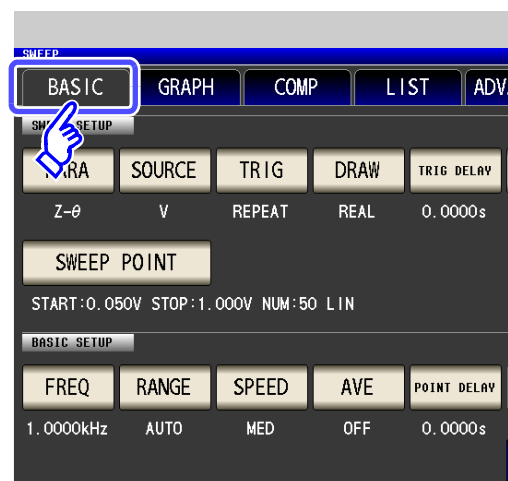 SWEEP
BASIC GRAPH COMP LIST ADV.
SWEEP SETUP
PARA SOURCE TRIG DRAW TRIG DELAY
Z-θ V REPEAT REAL 0.0000s
SWEEP POINT
START:0.050V STOP:1.000V NUM:50 LIN
BASIC SETUP
FREQ RANGE SPEED AVE POINT DELAY
1.0000kHz AUTO MED OFF 0.0000s